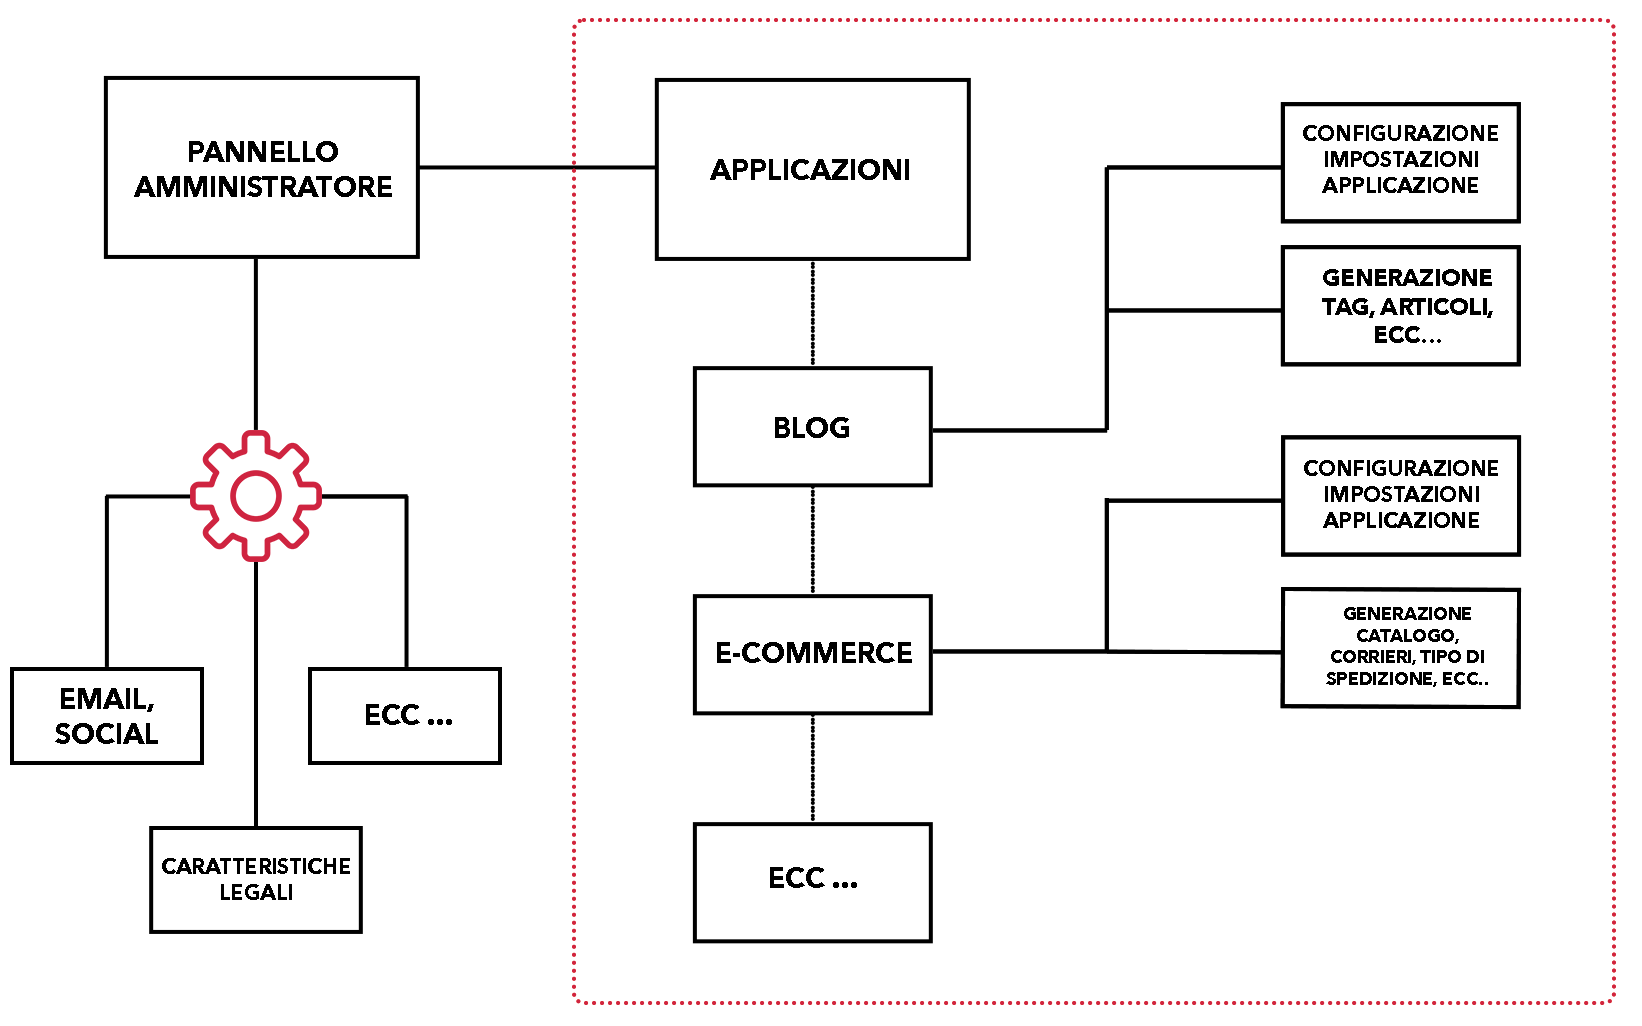 PANNELLO
AMMINISTRATORE
APPLICAZIONI
CONFIGURAZIONE
IMPOSTAZIONI
APPLICAZIONE
GENERAZIONE
TAG, ARTICOLI,
ECC...
BLOG
CONFIGURAZIONE
IMPOSTAZIONI
APPLICAZIONE
E-COMMERCE
GENERAZIONE
CATALOGO,
CORRIERI, TIPO DI
SPEDIZIONE, ECC..
EMAIL,
SOCIAL
ECC ...
CARATTERISTICHE
LEGALI
ECC ...